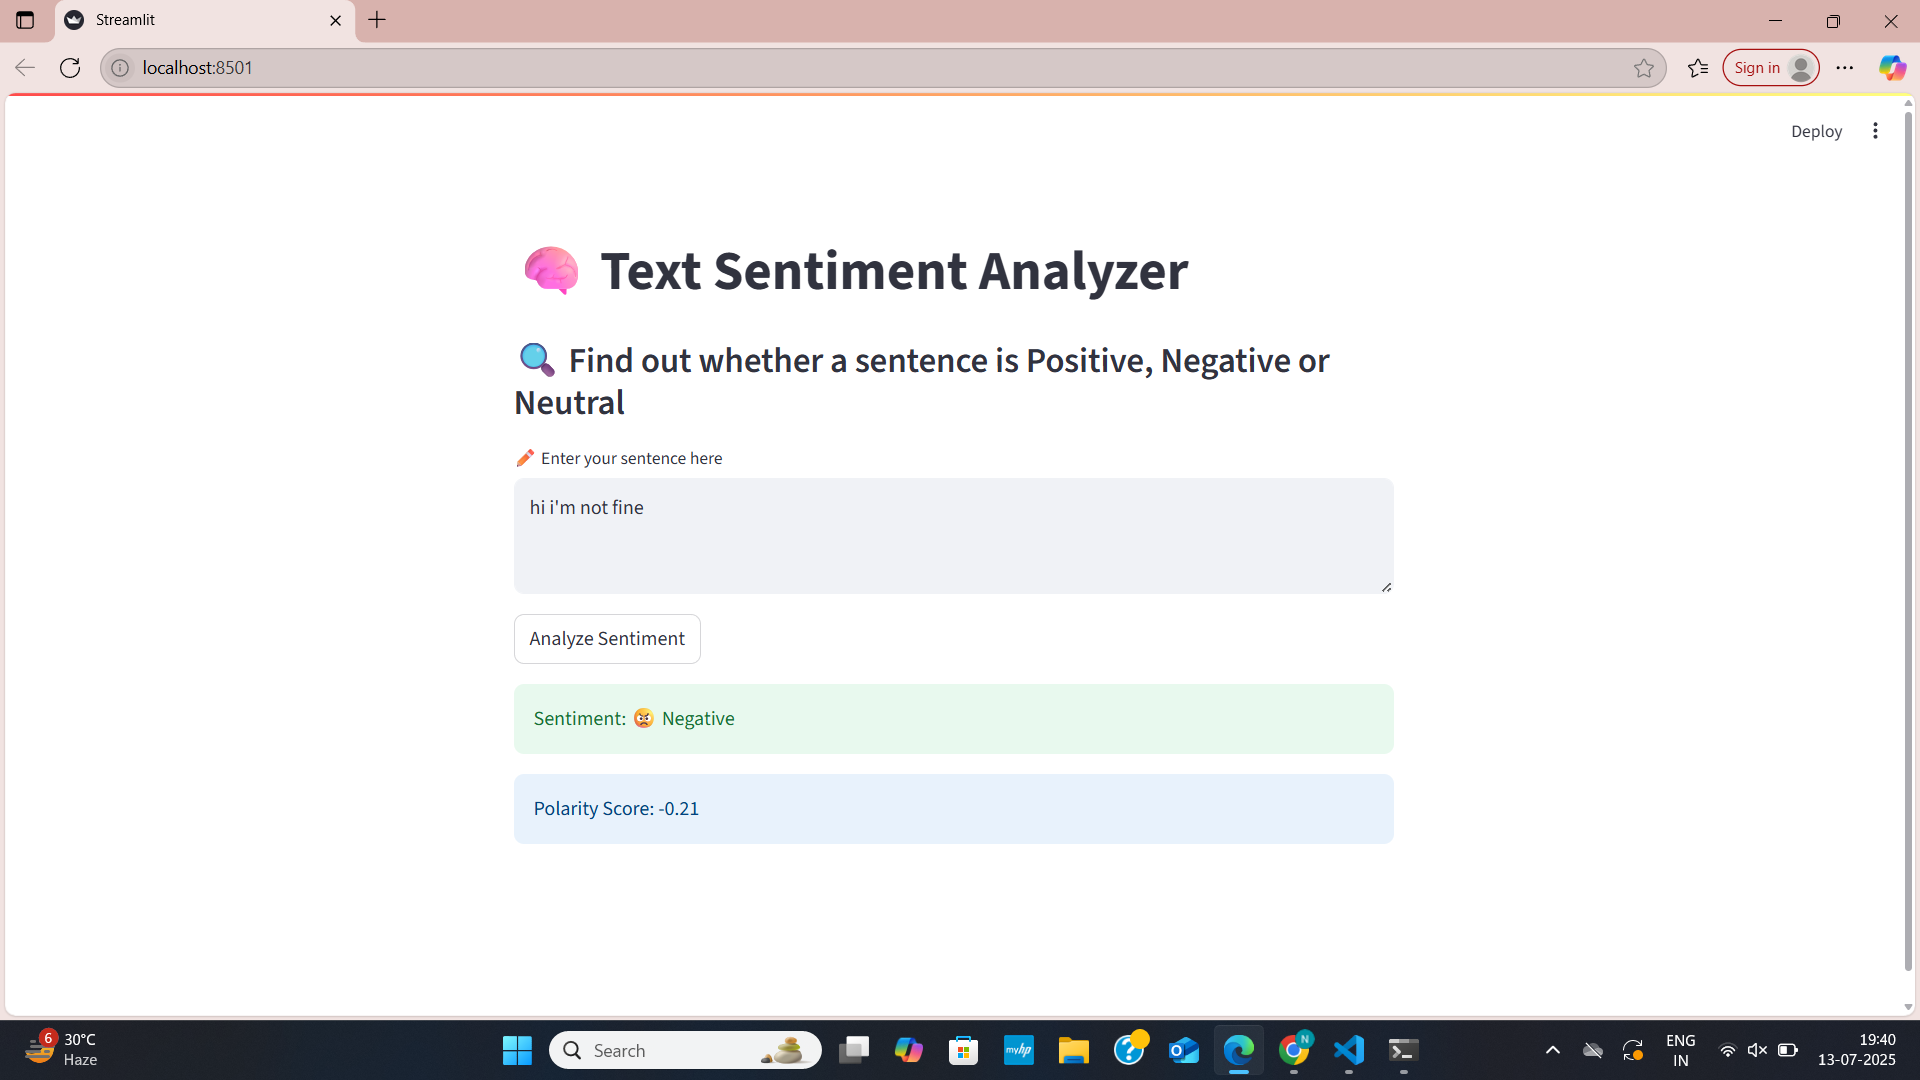 Streamlit
localhost:8501
Sign in
Deploy
🧠 Text Sentiment Analyzer
🔍 Find out whether a sentence is Positive, Negative or
Neutral
✏️ Enter your sentence here
hi i'm not fine
Analyze Sentiment
Sentiment: 😡 Negative
Polarity Score: -0.21
6
30°C
Haze
Search
myhp
N
ENG
IN
19:40
13-07-2025